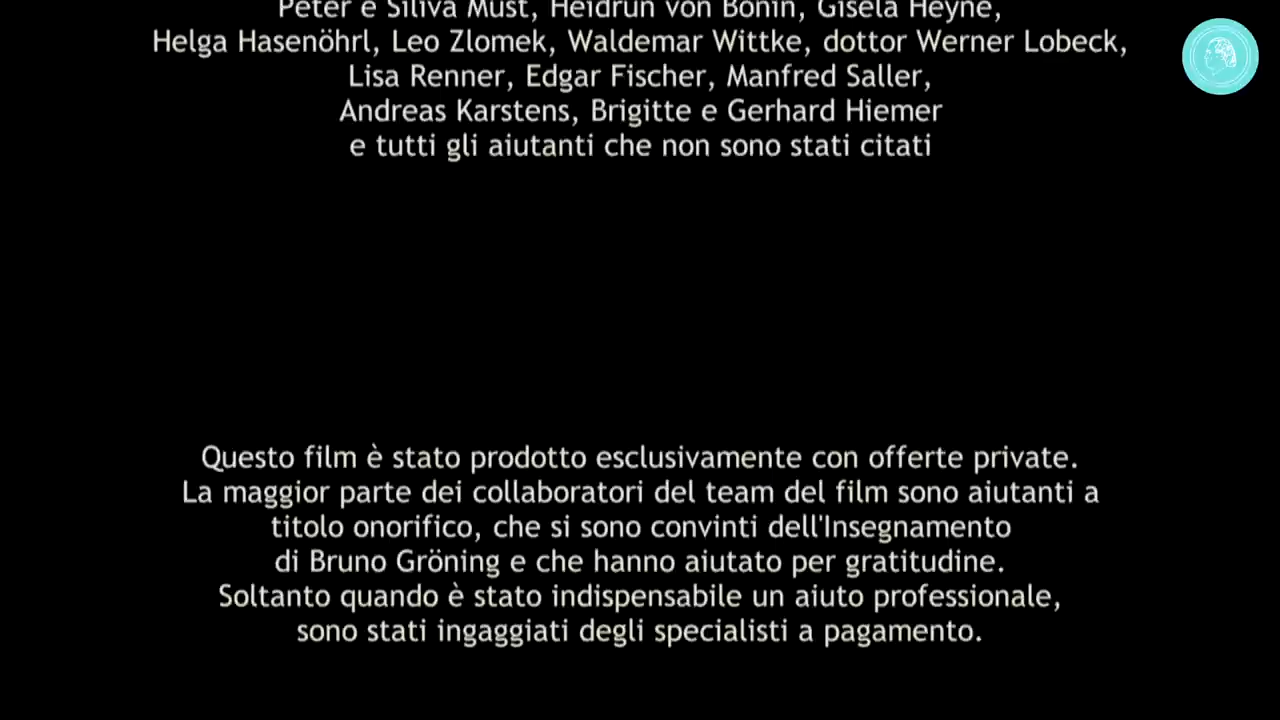 Peter e Siliva Must, Heidrun von Bonin, Gisela Heyne,
Helga Hasenöhrl, Leo Zlomek, Waldemar Wittke, dottor Werner Lobeck,
Lisa Renner, Edgar Fischer, Manfred Saller,
Andreas Karstens, Brigitte e Gerhard Hiemer
e tutti gli aiutanti che non sono stati citati
Questo film è stato prodotto esclusivamente con offerte private.
La maggior parte dei collaboratori del team del film sono aiutanti a
titolo onorifico, che si sono convinti dell'Insegnamento
di Bruno Gröning e che hanno aiutato per gratitudine.
Soltanto quando è stato indispensabile un aiuto professionale,
sono stati ingaggiati degli specialisti a pagamento.